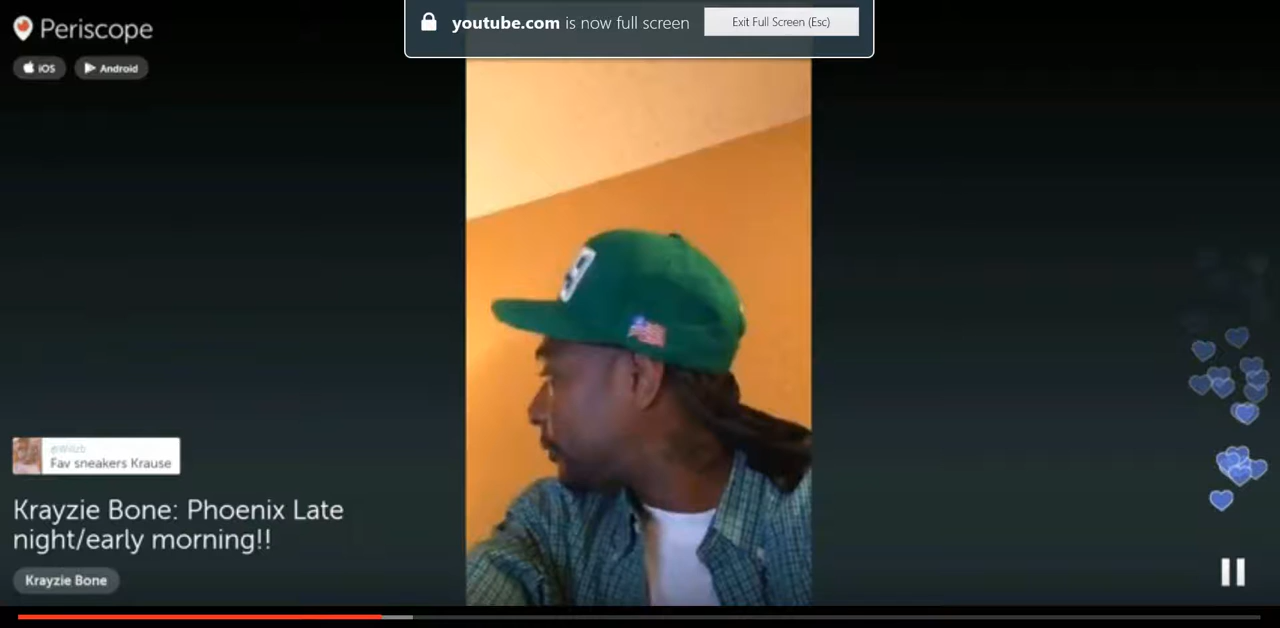 Periscope
iOS
Android
youtube.com is now full screen
Exit Full Screen (Esc)
@Willzb
Fav sneakers Krause
Krayzie Bone: Phoenix Late
night/early morning!!
Krayzie Bone